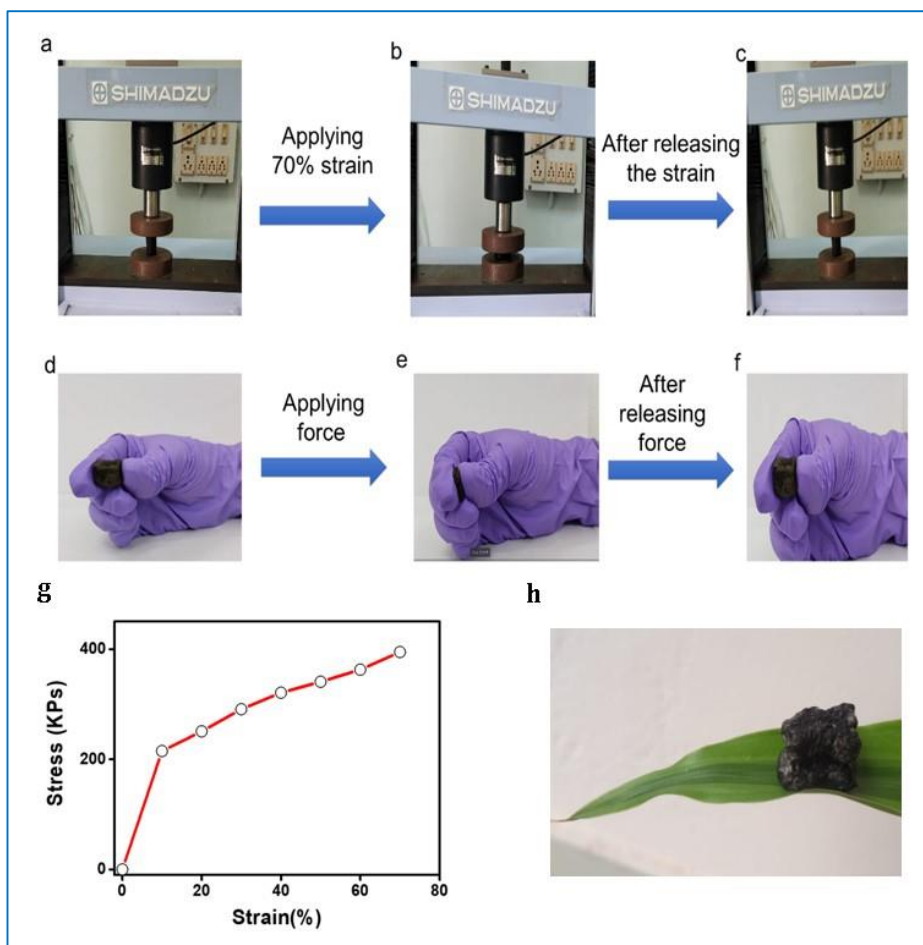 a
b
c
SHIMADZU
SHIMADZU
SHIMADZU
Applying
70% strain
After releasing
the strain
d
e
f
Applying
force
After
releasing
force
g
h
400
200
0
0
20
40
60
80
Stress (KPs)
Strain(%)